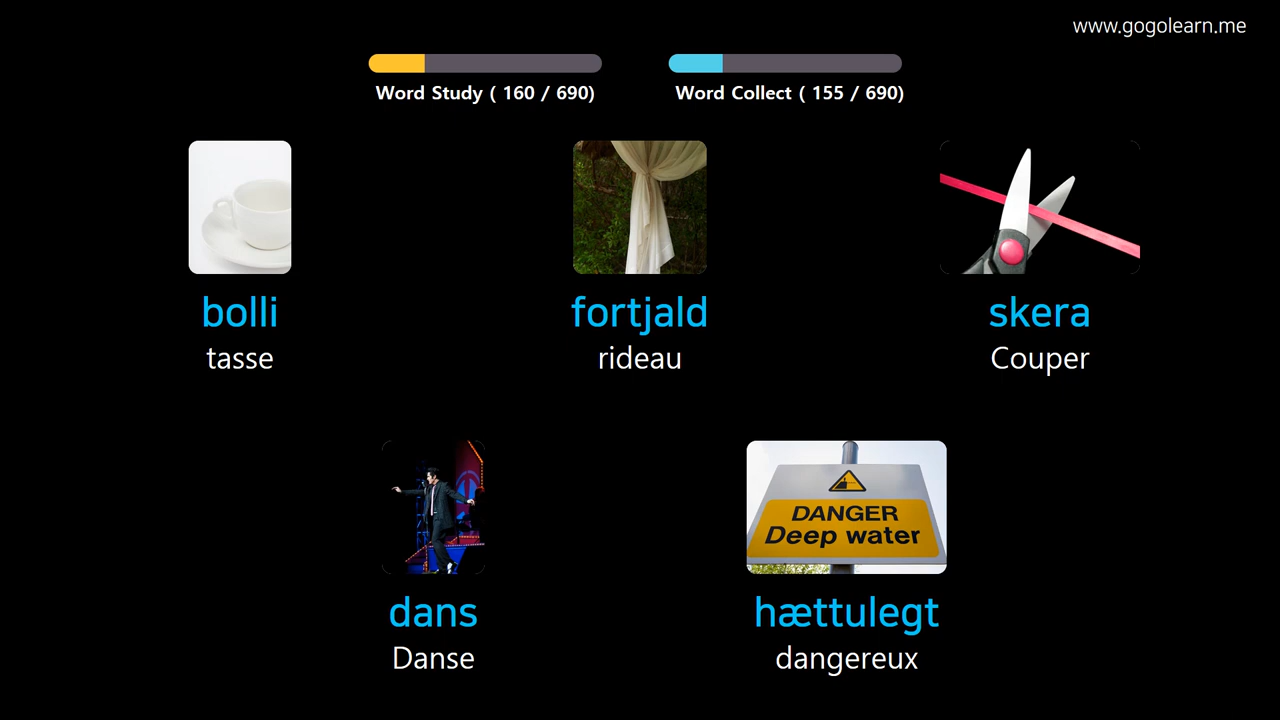 www.gogolearn.me
Word Study ( 160 / 690)
Word Collect ( 155 / 690)
bolli
tasse
fortjald
rideau
skera
Couper
DANGER
Deep water
dans
Danse
hættulegt
dangereux